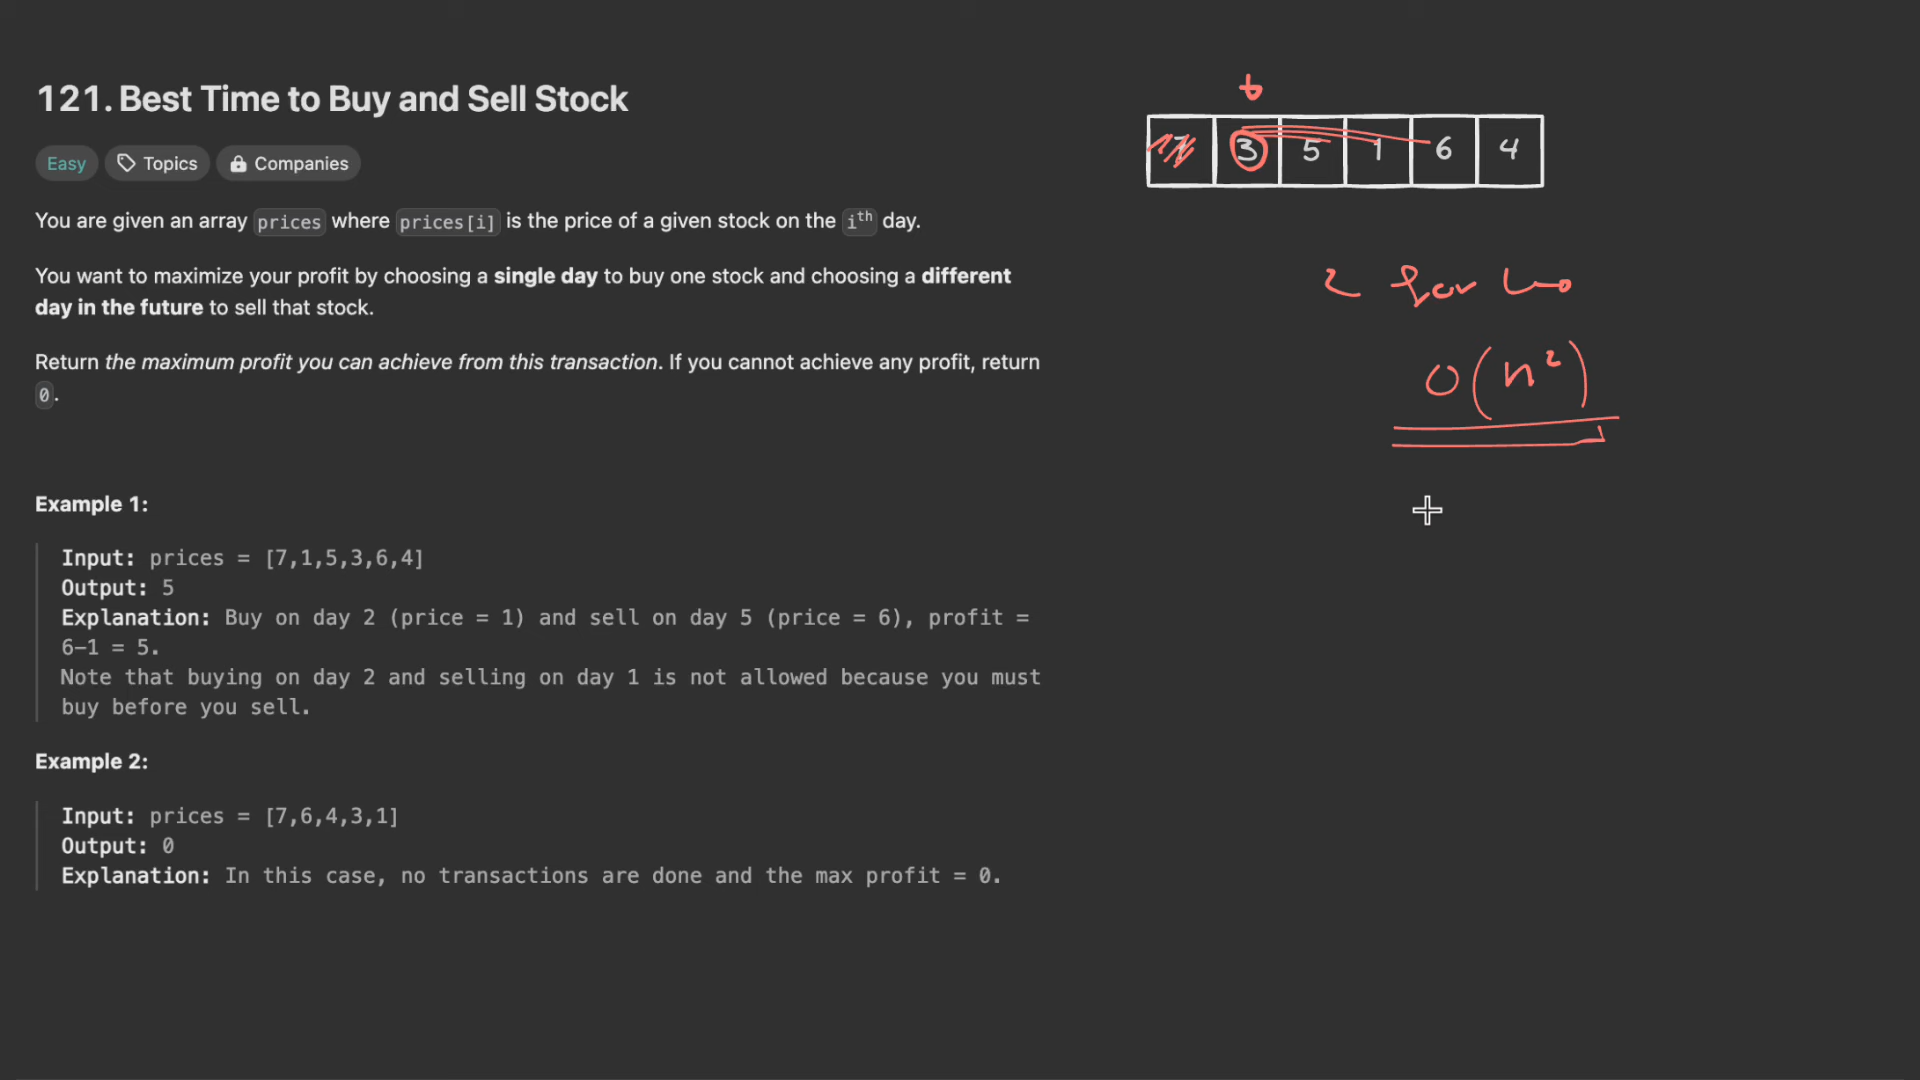 121. Best Time to Buy and Sell Stock
Easy Topics Companies
You are given an array prices where prices[i] is the price of a given stock on the ith day.
You want to maximize your profit by choosing a single day to buy one stock and choosing a different
day in the future to sell that stock.
Return the maximum profit you can achieve from this transaction. If you cannot achieve any profit, return
0.
Example 1:
Input: prices = [7,1,5,3,6,4]
Output: 5
Explanation: Buy on day 2 (price = 1) and sell on day 5 (price = 6), profit =
6-1 = 5.
Note that buying on day 2 and selling on day 1 is not allowed because you must
buy before you sell.
Example 2:
Input: prices = [7,6,4,3,1]
Output: 0
Explanation: In this case, no transactions are done and the max profit = 0.
3 5 1 6 4
2 for
O(n²)